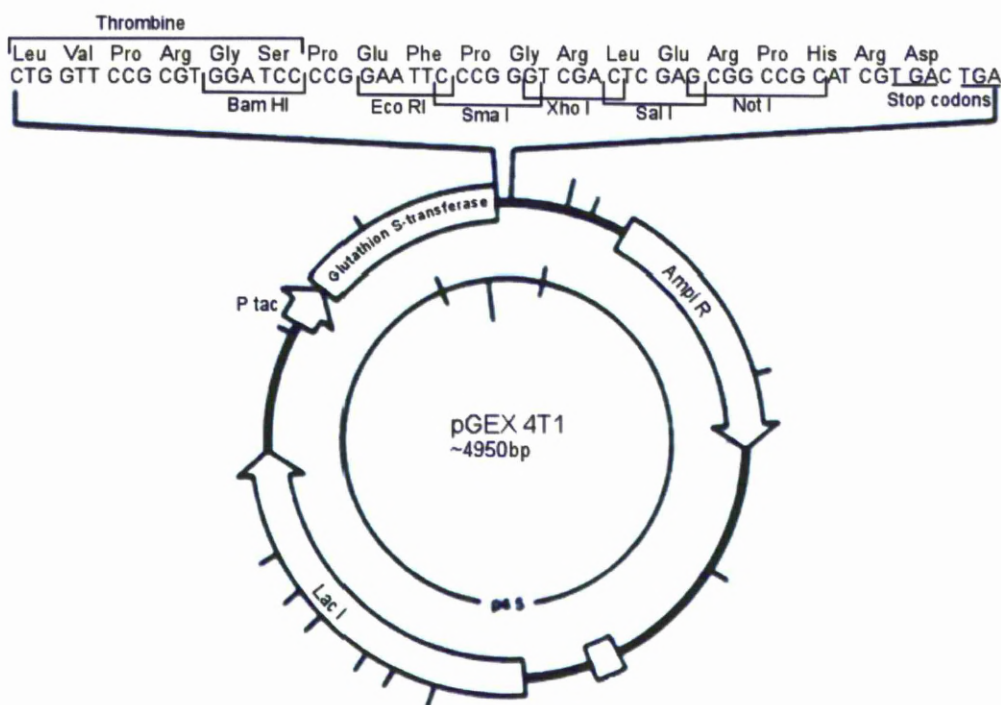 Thrombine
Leu Val Pro Arg Gly Ser Pro Glu Phe Pro Gly Arg Leu Glu Arg Pro His Arg Asp
CTG GTT CCG CGT GGA TCC CCG GAA TTC CCG GGT CGA CTC GAG CGG CCG CAT CGT GAC TGA
Bam HI Eco RI Sma I Xho I Sal I Not I Stop codons
Glutathion S-transferase
Ampi R
P tac
pGEX 4T1
~4950bp
Lac I